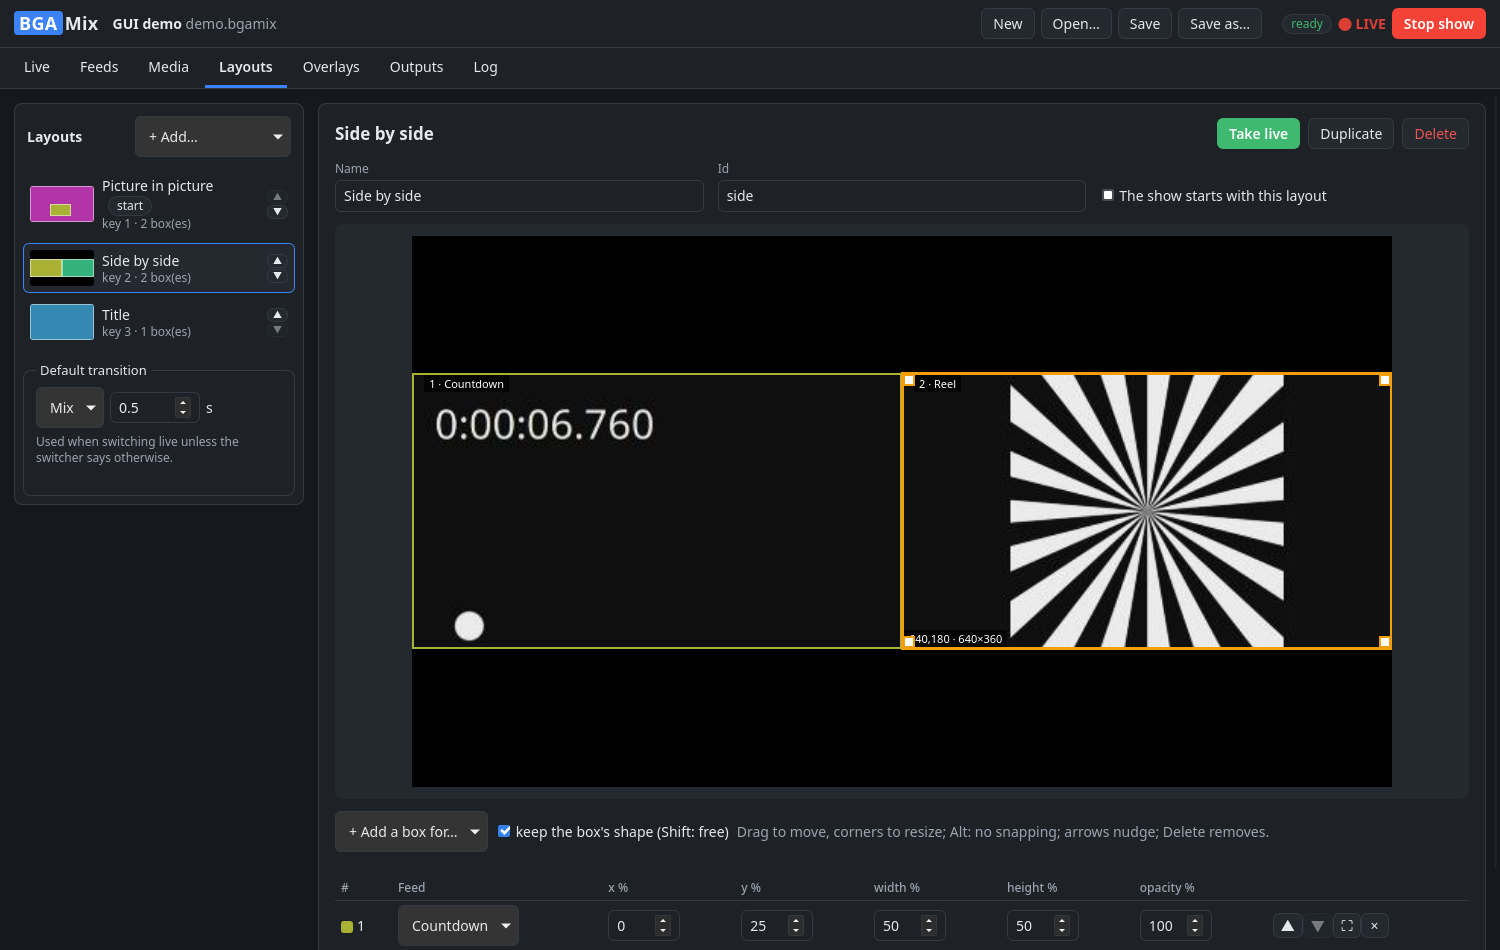 BGA Mix GUI demo demo.bgamix New Open... Save Save as... ready LIVE Stop show
Live Feeds Media Layouts Overlays Outputs Log
Layouts + Add...
Picture in picture
start
key 1 · 2 box(es)
Side by side
key 2 · 2 box(es)
Title
key 3 · 1 box(es)
Default transition
Mix 0.5 s
Used when switching live unless the
switcher says otherwise.
Side by side Take live Duplicate Delete
Name Id
Side by side side The show starts with this layout
1 · Countdown 2 · Reel
0:00:06.760
40,180 · 640×360
+ Add a box for... keep the box's shape (Shift: free) Drag to move, corners to resize; Alt: no snapping; arrows nudge; Delete removes.
# Feed x % y % width % height % opacity %
1 Countdown 0 25 50 50 100 ×